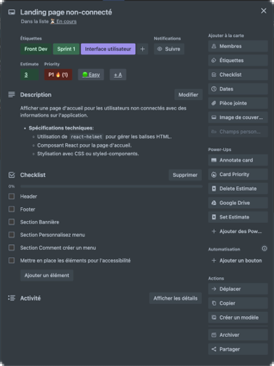 Landing page non-connecté
Dans la liste ⏳ En cours
Étiquettes
Front Dev
Sprint 1
Interface utilisateur
+
Notifications
Suivre
Estimate
3
Priority
P1 🔥 (1)
Easy
+ A
Description
Modifier
Afficher une page d'accueil pour les utilisateurs non connectés avec des
informations sur l'application.
• Spécifications techniques:
Utilisation de react-helmet pour gérer les balises HTML.
Composant React pour la page d'accueil.
Stylisation avec CSS ou styled-components.
Checklist
Supprimer
0%
Header
Footer
Section Bannière
Section Personnalisez menu
Section Comment créer un menu
Mettre en place les éléments pour l'accessibilité
Ajouter un élément
Activité
Afficher les détails
Ajouter à la carte
Membres
Étiquettes
Checklist
Dates
Pièce jointe
Image de couver...
Champs person...
Power-Ups
Annotate card
Card Priority
Delete Estimate
Google Drive
Set Estimate
+ Ajouter des Pow...
Automatisation
+ Ajouter un bouton
Actions
Déplacer
Copier
Créer un modèle
Archiver
Partager